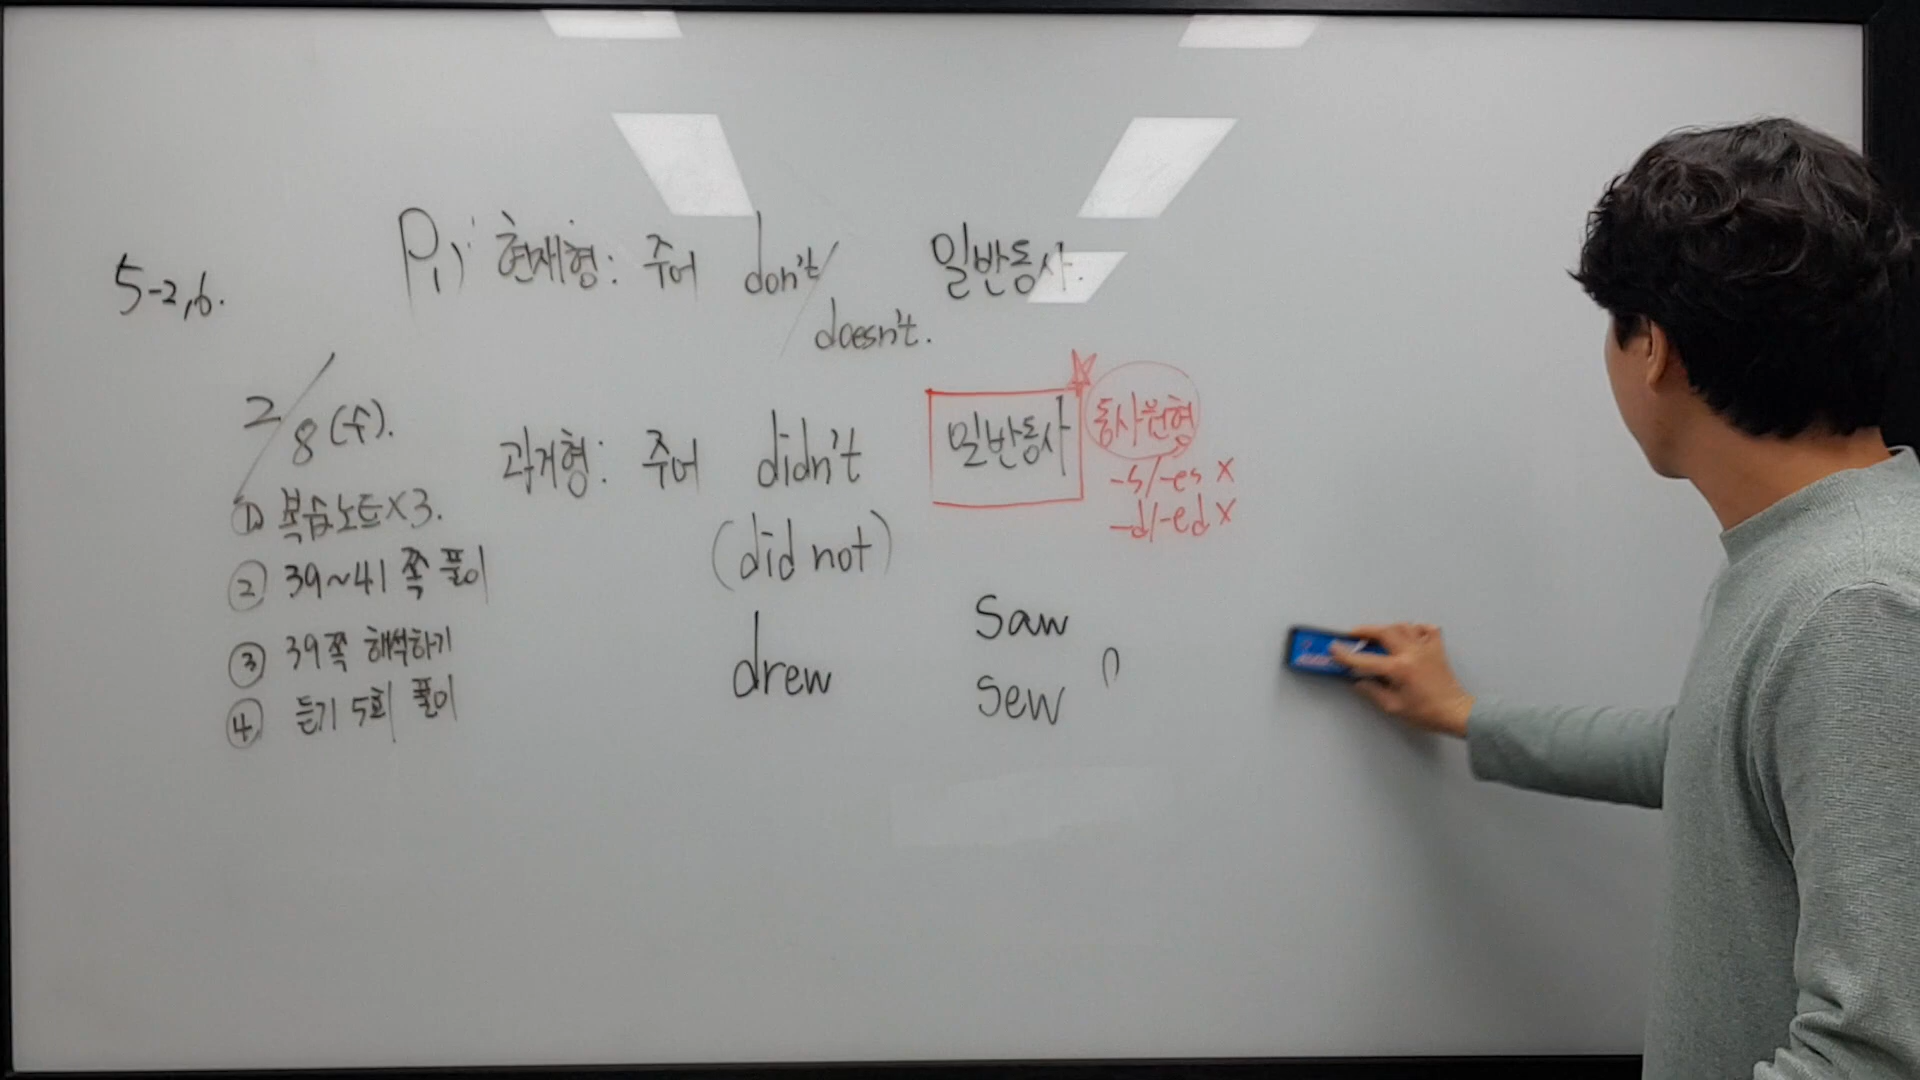 5-2,6.
P1) 현재형: 주어 don't/ 일반동사.
doesn't.
2/8(수).
① 복습노트×3.
② 39~41 쪽 풀이
③ 39쪽 해석하기
④ 듣기 5회 풀이
과거형: 주어 didn't 일반동사 동사원형
(did not)
-s/-es ×
-d/-ed ×
drew
saw
sew